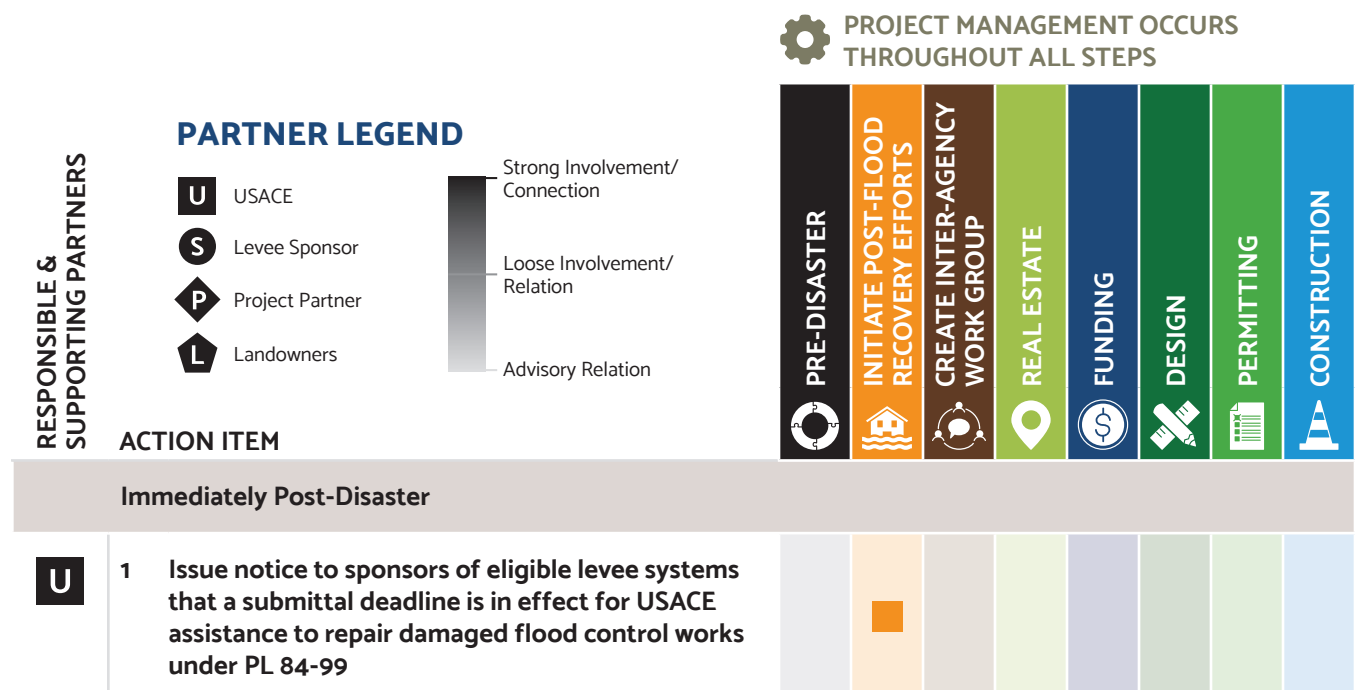 PROJECT MANAGEMENT OCCURS
THROUGHOUT ALL STEPS
RESPONSIBLE &
SUPPORTING PARTNERS
PARTNER LEGEND
U USACE
S Levee Sponsor
P Project Partner
L Landowners
Strong Involvement/
Connection
Loose Involvement/
Relation
Advisory Relation
PRE-DISASTER
INITIATE POST-FLOOD
RECOVERY EFFORTS
CREATE INTER-AGENCY
WORK GROUP
REAL ESTATE
FUNDING
$
DESIGN
PERMITTING
CONSTRUCTION
ACTION ITEM
Immediately Post-Disaster
U 1 Issue notice to sponsors of eligible levee systems
that a submittal deadline is in effect for USACE
assistance to repair damaged flood control works
under PL 84-99